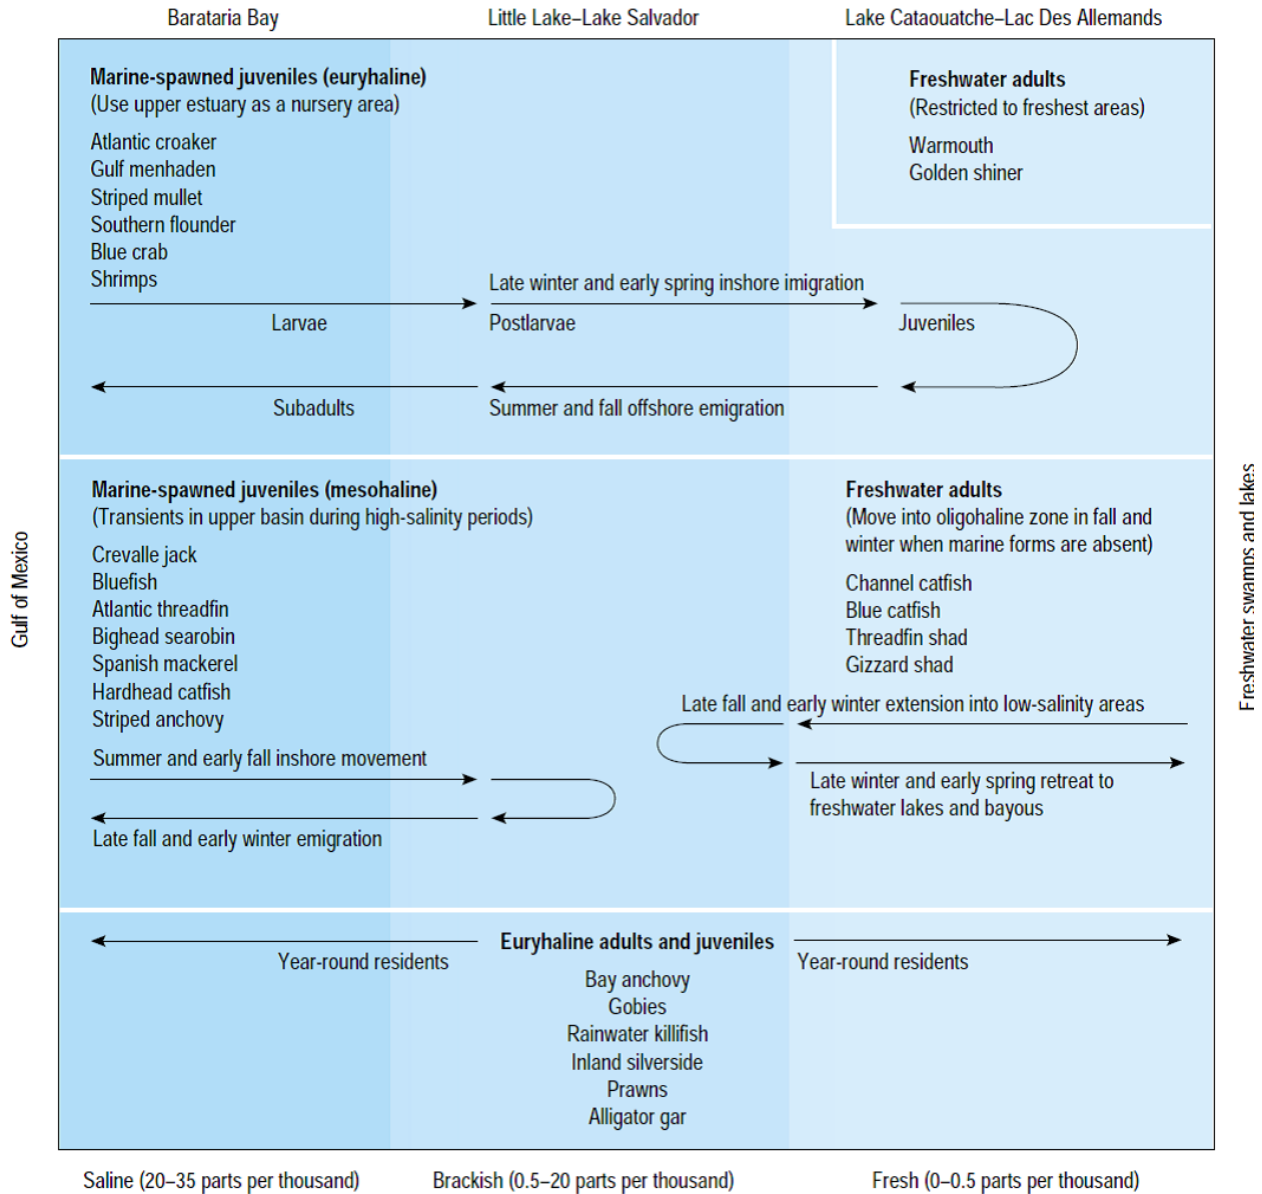 Barataria Bay
Little Lake–Lake Salvador
Lake Cataouatche–Lac Des Allemands
Marine-spawned juveniles (euryhaline)
(Use upper estuary as a nursery area)
Atlantic croaker
Gulf menhaden
Striped mullet
Southern flounder
Blue crab
Shrimps
Freshwater adults
(Restricted to freshest areas)
Warmouth
Golden shiner
Late winter and early spring inshore imigration
Larvae
Postlarvae
Juveniles
Subadults
Summer and fall offshore emigration
Gulf of Mexico
Marine-spawned juveniles (mesohaline)
(Transients in upper basin during high-salinity periods)
Crevalle jack
Bluefish
Atlantic threadfin
Bighead searobin
Spanish mackerel
Hardhead catfish
Striped anchovy
Summer and early fall inshore movement
Late fall and early winter emigration
Freshwater adults
(Move into oligohaline zone in fall and
winter when marine forms are absent)
Channel catfish
Blue catfish
Threadfin shad
Gizzard shad
Late fall and early winter extension into low-salinity areas
Late winter and early spring retreat to
freshwater lakes and bayous
Freshwater swamps and lakes
Euryhaline adults and juveniles
Year-round residents
Year-round residents
Bay anchovy
Gobies
Rainwater killifish
Inland silverside
Prawns
Alligator gar
Saline (20–35 parts per thousand)
Brackish (0.5–20 parts per thousand)
Fresh (0–0.5 parts per thousand)